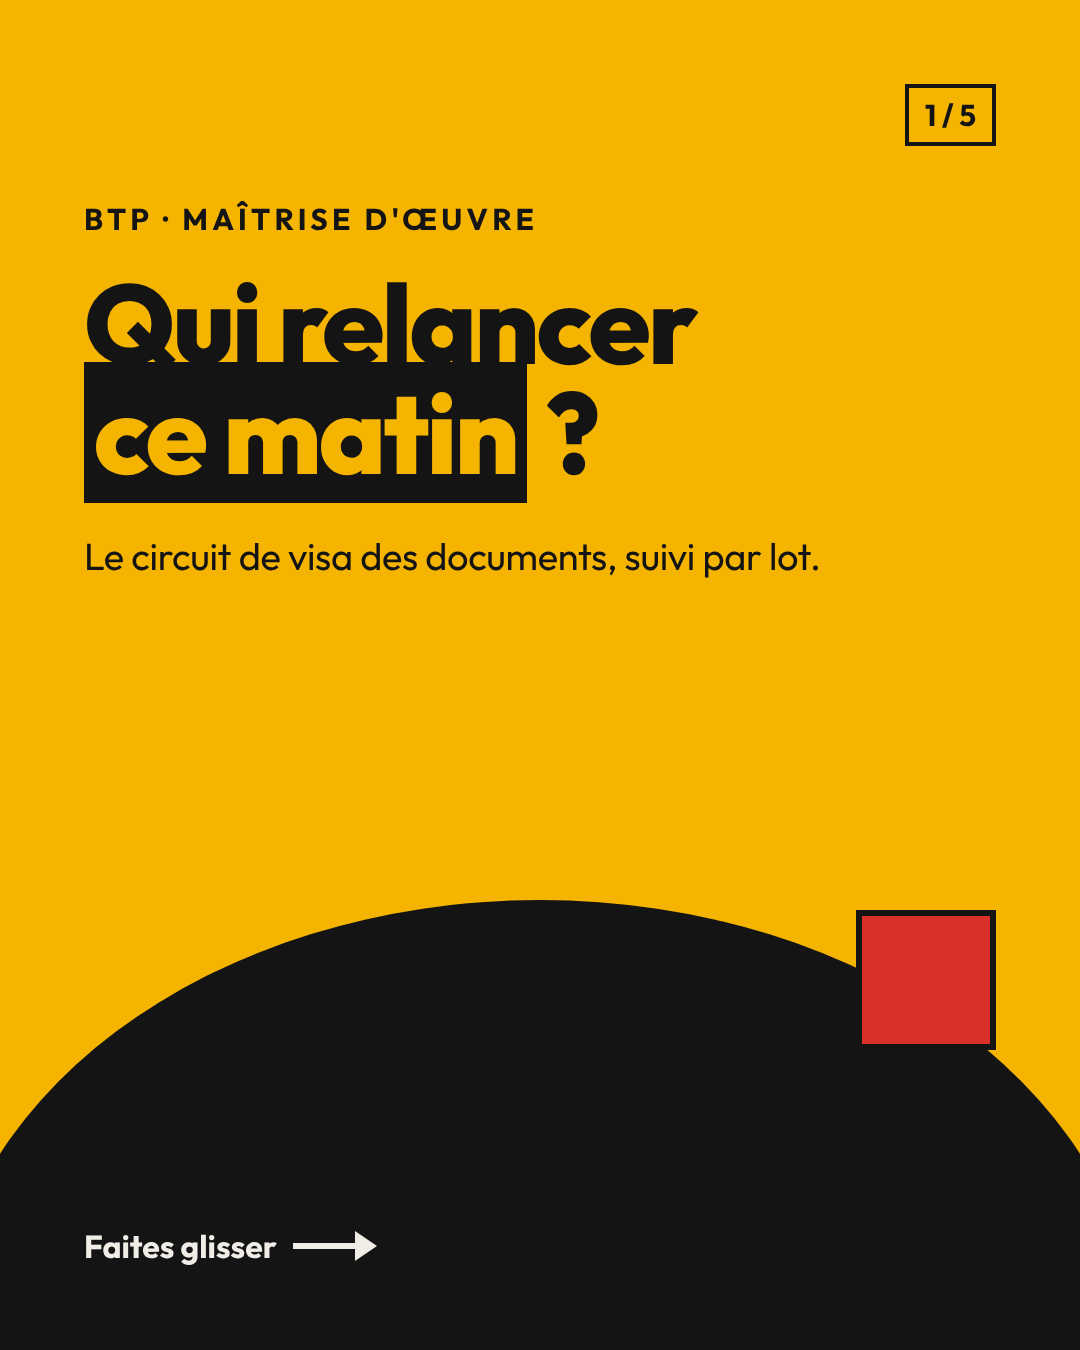 1/5
BTP · MAÎTRISE D'ŒUVRE
Qui relancer
ce matin ?
Le circuit de visa des documents, suivi par lot.
Faites glisser